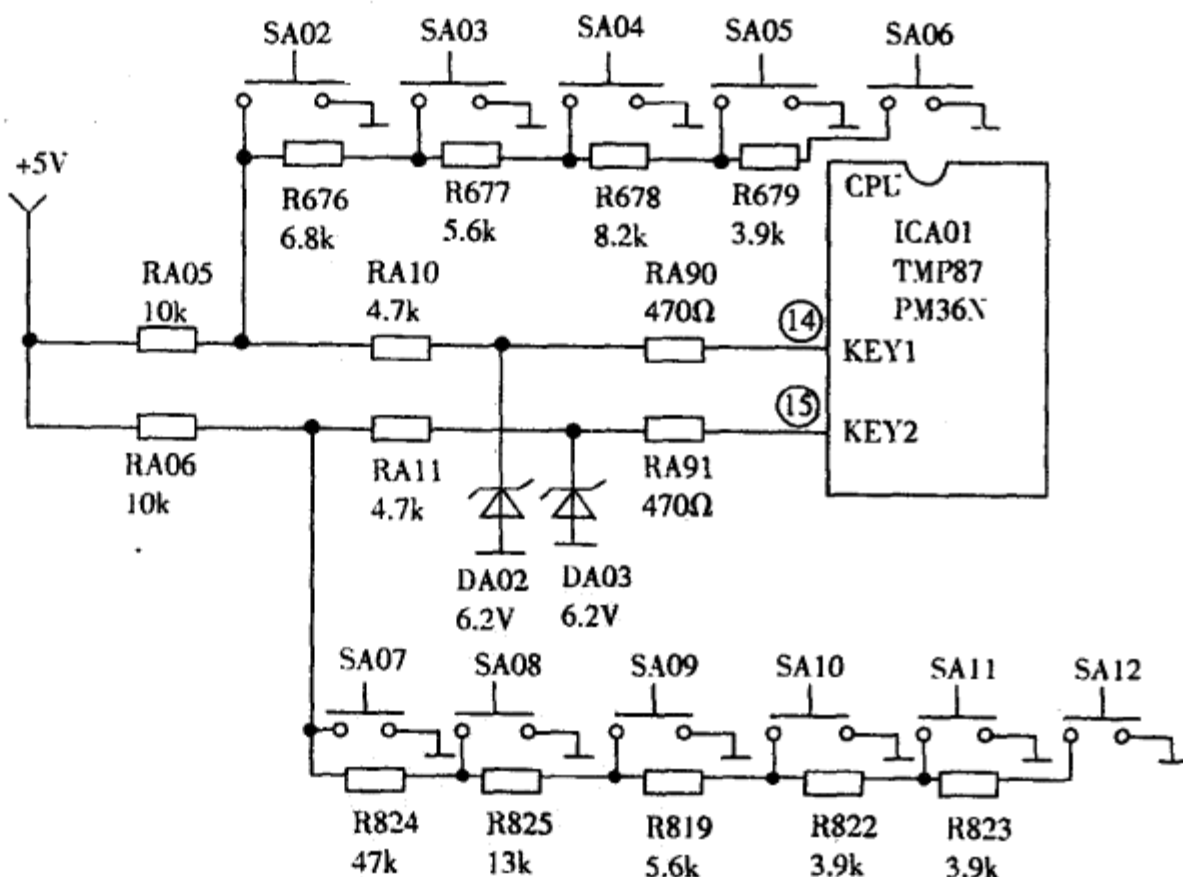 SA02 SA03 SA04 SA05 SA06
+5V
R676 R677 R678 R679
6.8k 5.6k 8.2k 3.9k
CPU
ICA01
TMP87
PM36N
RA05 RA10 RA90
10k 4.7k 470Ω
14
KEY1
15
KEY2
RA06 RA11 RA91
10k 4.7k 470Ω
DA02 DA03
6.2V 6.2V
SA07 SA08 SA09 SA10 SA11 SA12
R824 R825 R819 R822 R823
47k 13k 5.6k 3.9k 3.9k